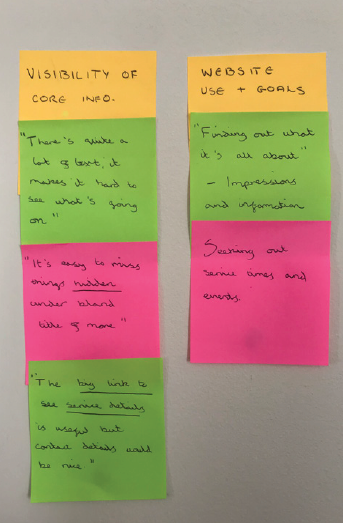 VISIBILITY OF
CORE INFO.
"There's quite a
lot of text, it
makes it hard to
see what's going
on"
"It's easy to miss
things hidden
under bland
title of more"
"The big link to
see service details
is useful but
contact details would
be nice"
WEBSITE
USE + GOALS
"Finding out what
it's all about"
- Impressions
and information
Seeking out
service times and
events.